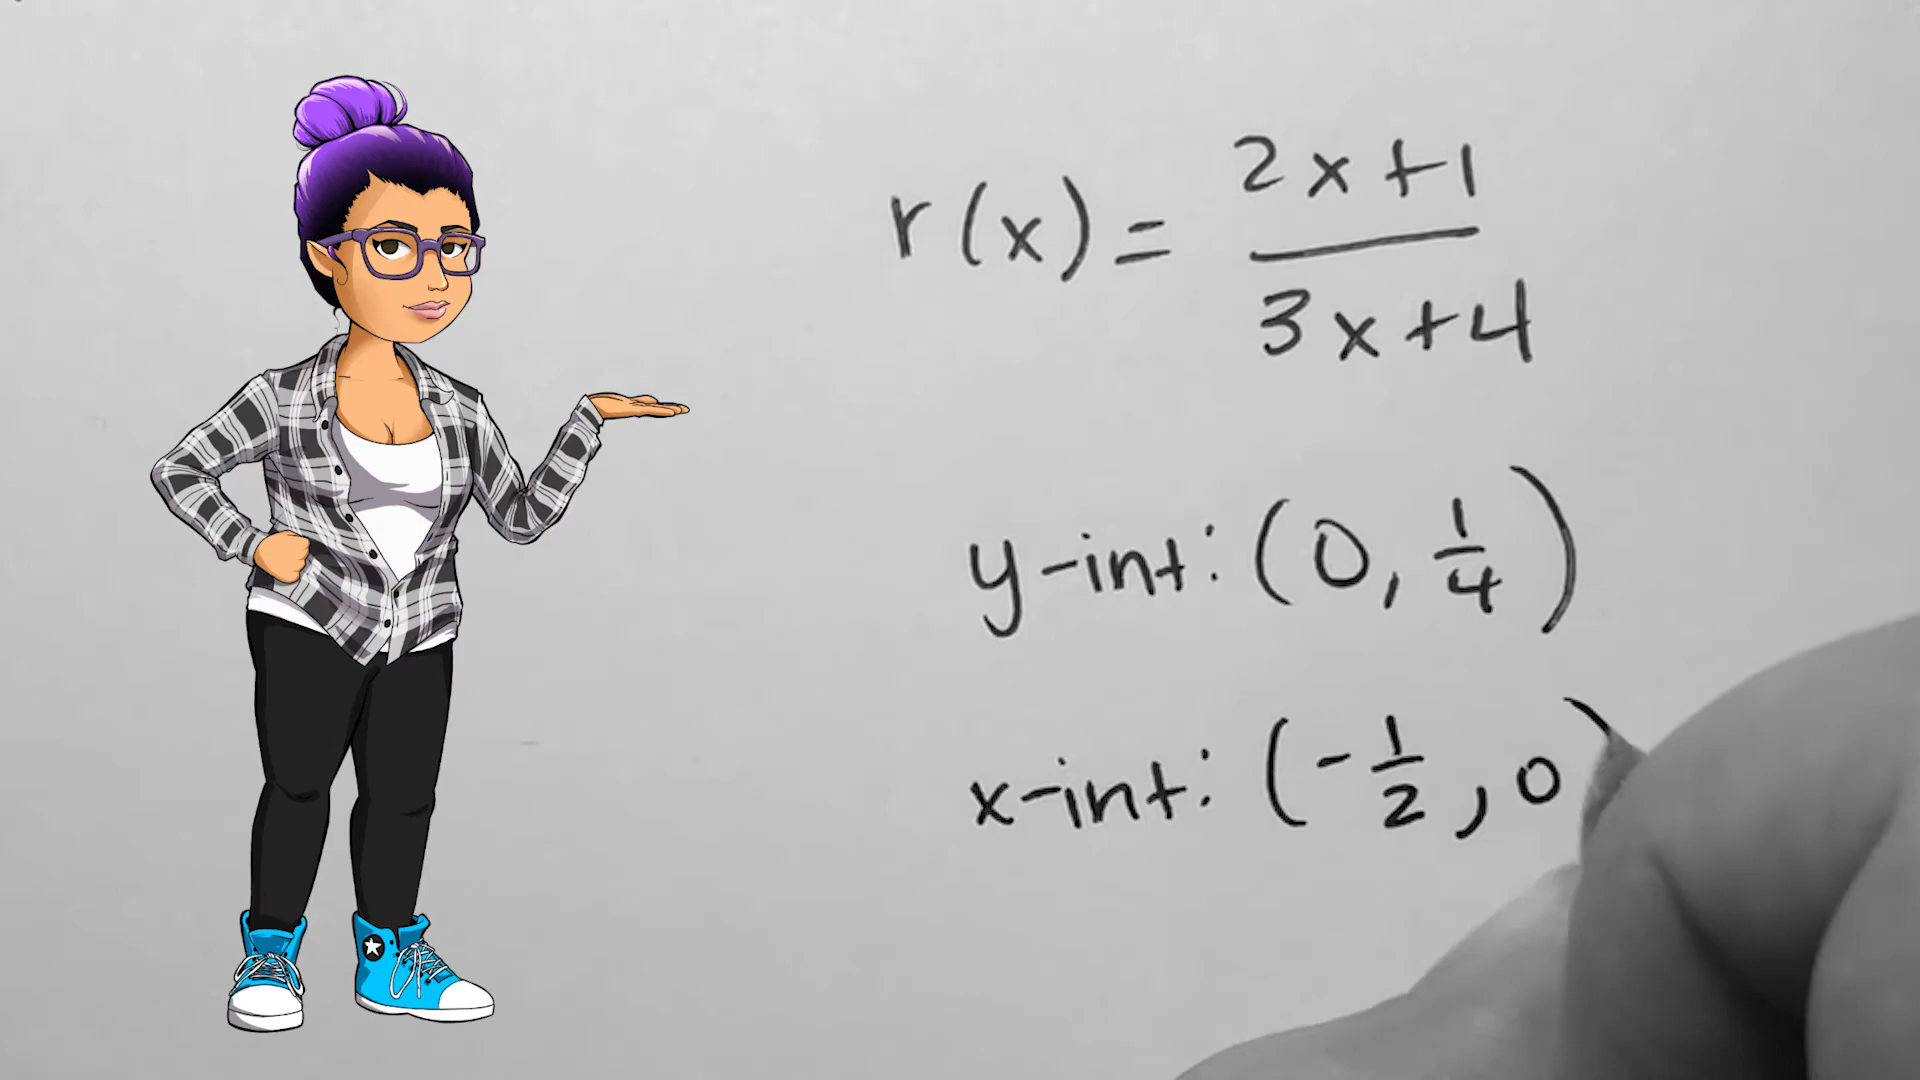 r(x) = (2x+1)/(3x+4)
y-int: (0, 1/4)
x-int: (-1/2, 0)